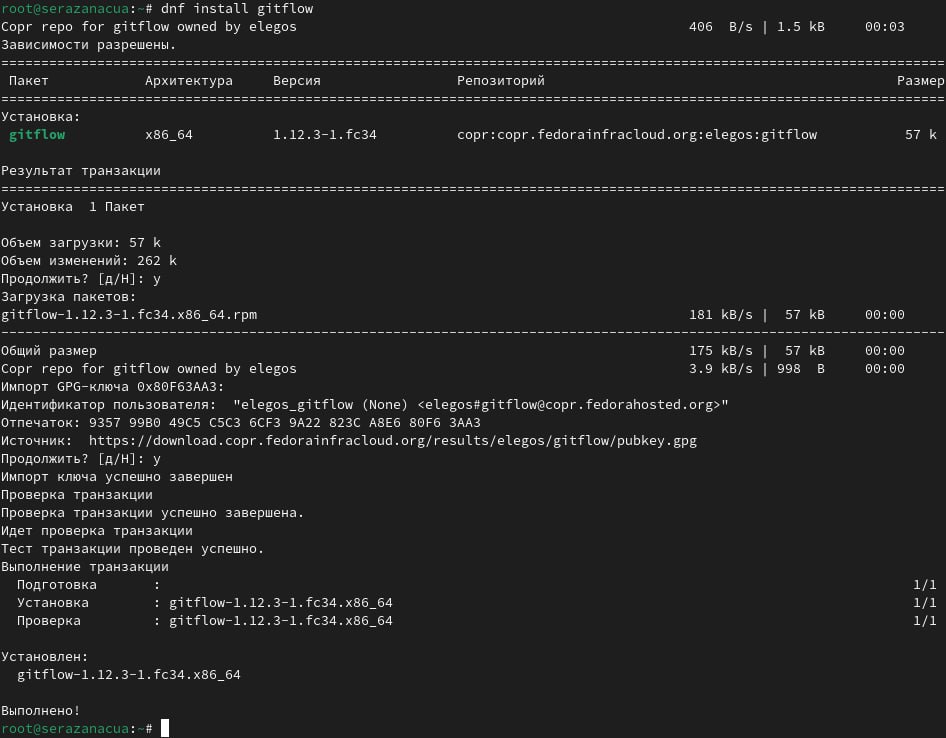 root@serazanacua:~# dnf install gitflow
Copr repo for gitflow owned by elegos 406 B/s | 1.5 kB 00:03
Зависимости разрешены.
================================================================================
Пакет Архитектура Версия Репозиторий Размер
================================================================================
Установка:
gitflow x86_64 1.12.3-1.fc34 copr:copr.fedorainfracloud.org:elegos:gitflow 57 k
Результат транзакции
================================================================================
Установка 1 Пакет
Объем загрузки: 57 k
Объем изменений: 262 k
Продолжить? [д/Н]: y
Загрузка пакетов:
gitflow-1.12.3-1.fc34.x86_64.rpm 181 kB/s | 57 kB 00:00
--------------------------------------------------------------------------------
Общий размер 175 kB/s | 57 kB 00:00
Copr repo for gitflow owned by elegos 3.9 kB/s | 998 B 00:00
Импорт GPG-ключа 0x80F63AA3:
Идентификатор пользователя: "elegos_gitflow (None) <elegos#gitflow@copr.fedorahosted.org>"
Отпечаток: 9357 99B0 49C5 C5C3 6CF3 9A22 823C A8E6 80F6 3AA3
Источник: https://download.copr.fedorainfracloud.org/results/elegos/gitflow/pubkey.gpg
Продолжить? [д/Н]: y
Импорт ключа успешно завершен
Проверка транзакции
Проверка транзакции успешно завершена.
Идет проверка транзакции
Тест транзакции проведен успешно.
Выполнение транзакции
Подготовка : 1/1
Установка : gitflow-1.12.3-1.fc34.x86_64 1/1
Проверка : gitflow-1.12.3-1.fc34.x86_64 1/1
Установлен:
gitflow-1.12.3-1.fc34.x86_64
Выполнено!
root@serazanacua:~#